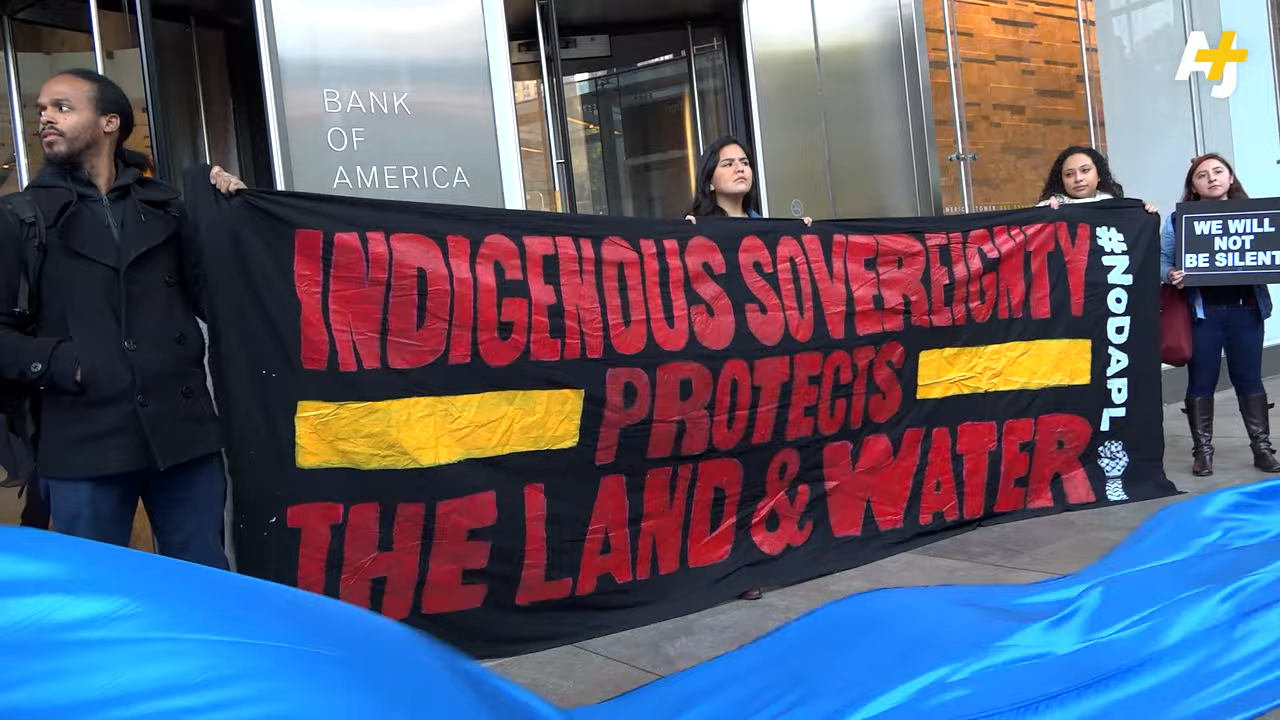 BANK
OF
AMERICA
AJ+
INDIGENOUS SOVEREIGNTY
PROTECTS
THE LAND & WATER
#NoDAPL
WE WILL
NOT
BE SILENT